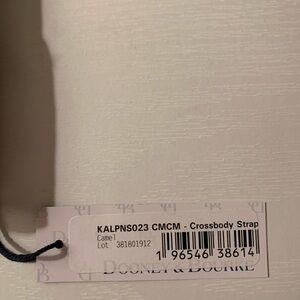 KALPNS023 CMCM - Crossbody Strap
Camel
Lot 381801912
1 96546 38614
DOONEY & BOURKE